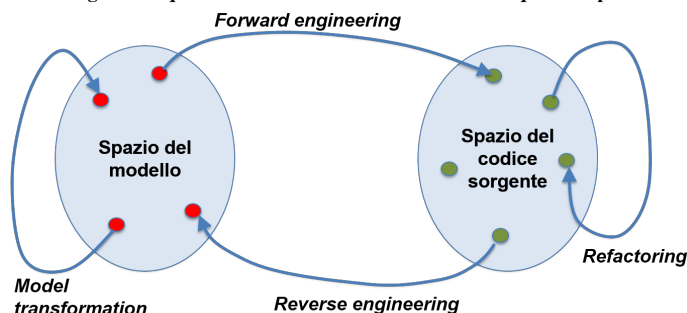 Forward engineering
Spazio del
modello
Spazio del
codice
sorgente
Refactoring
Model
transformation
Reverse engineering